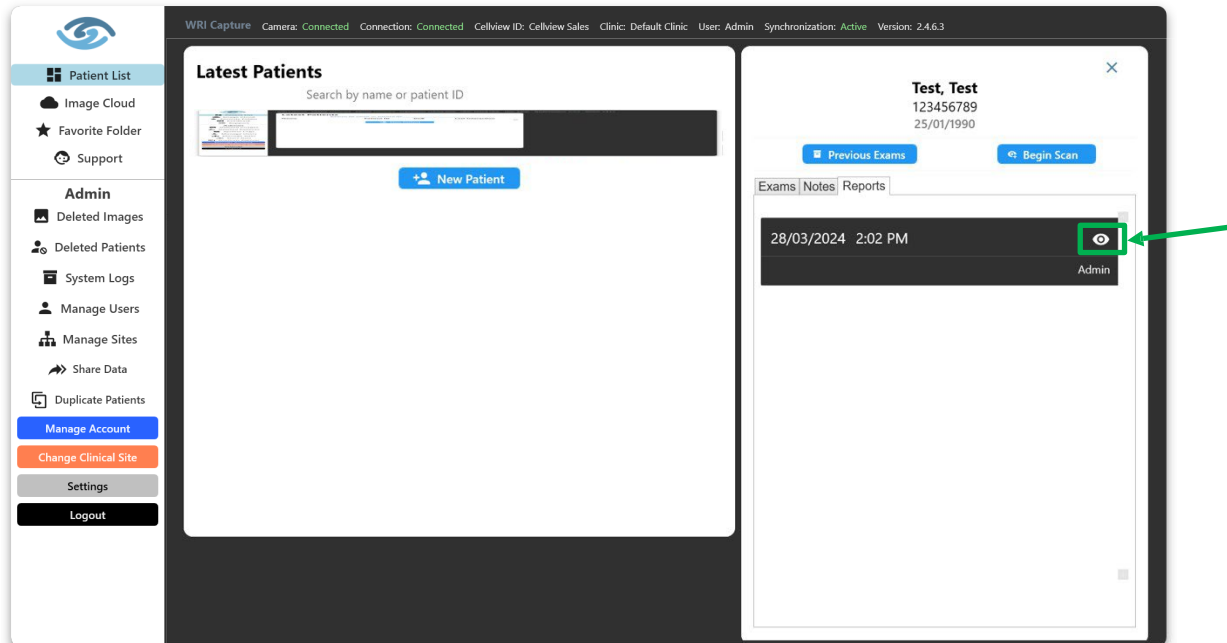 WRI Capture Camera: Connected Connection: Connected Cellview ID: Cellview Sales Clinic: Default Clinic User: Admin Synchronization: Active Version: 2.4.6.3
Patient List
Image Cloud
Favorite Folder
Support
Admin
Deleted Images
Deleted Patients
System Logs
Manage Users
Manage Sites
Share Data
Duplicate Patients
Manage Account
Change Clinical Site
Settings
Logout
Latest Patients
Search by name or patient ID
New Patient
Test, Test
123456789
25/01/1990
Previous Exams Begin Scan
Exams Notes Reports
28/03/2024 2:02 PM
Admin